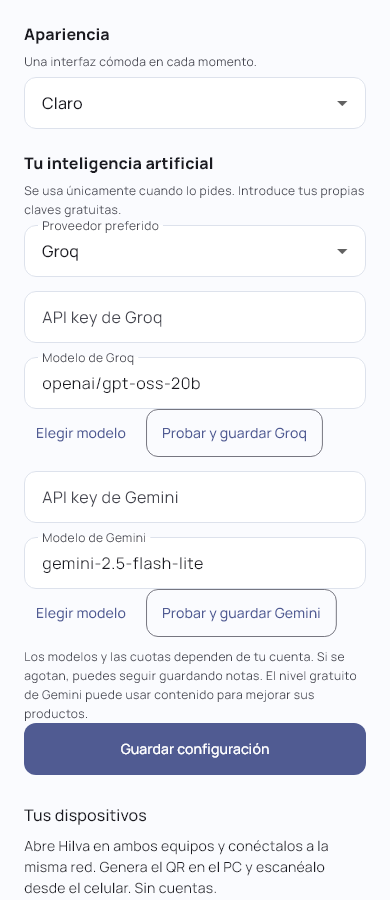 Apariencia
Una interfaz cómoda en cada momento.
Claro
Tu inteligencia artificial
Se usa únicamente cuando lo pides. Introduce tus propias
claves gratuitas.
Proveedor preferido
Groq
API key de Groq
Modelo de Groq
openai/gpt-oss-20b
Elegir modelo
Probar y guardar Groq
API key de Gemini
Modelo de Gemini
gemini-2.5-flash-lite
Elegir modelo
Probar y guardar Gemini
Los modelos y las cuotas dependen de tu cuenta. Si se
agotan, puedes seguir guardando notas. El nivel gratuito
de Gemini puede usar contenido para mejorar sus
productos.
Guardar configuración
Tus dispositivos
Abre Hilva en ambos equipos y conéctalos a la
misma red. Genera el QR en el PC y escanéalo
desde el celular. Sin cuentas.